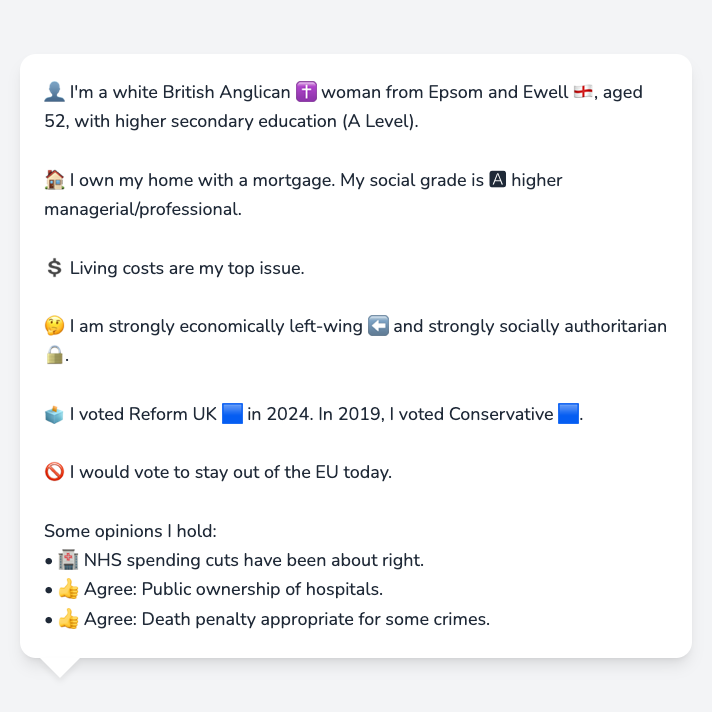 👤 I'm a white British Anglican ✝️ woman from Epsom and Ewell 🏴󠁧󠁢󠁥󠁮󠁧󠁿, aged
52, with higher secondary education (A Level).
🏠 I own my home with a mortgage. My social grade is 🅰 higher
managerial/professional.
💲 Living costs are my top issue.
🤔 I am strongly economically left-wing ⬅️ and strongly socially authoritarian
🔒.
🗳️ I voted Reform UK 🟦 in 2024. In 2019, I voted Conservative 🟦.
🚫 I would vote to stay out of the EU today.
Some opinions I hold:
• 🏥 NHS spending cuts have been about right.
• 👍 Agree: Public ownership of hospitals.
• 👍 Agree: Death penalty appropriate for some crimes.